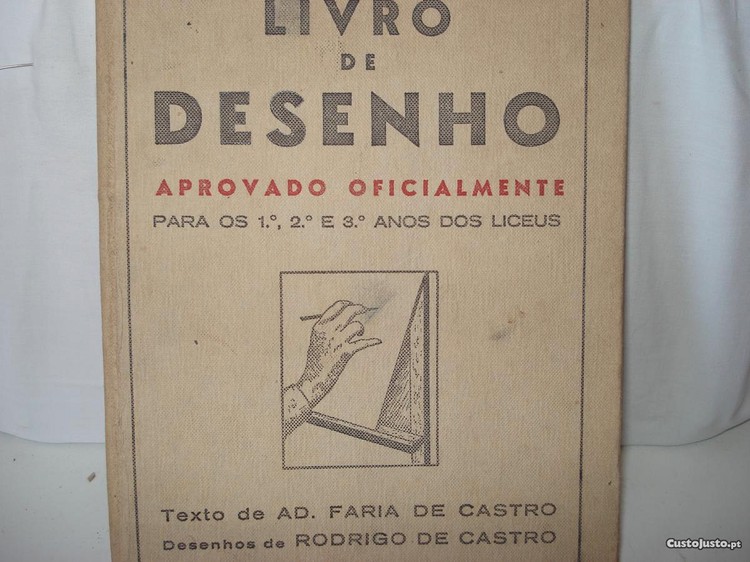 LIVRO
DE
DESENHO
APROVADO OFICIALMENTE
PARA OS 1.º, 2.º E 3.º ANOS DOS LICEUS
Texto de AD. FARIA DE CASTRO
Desenhos de RODRIGO DE CASTRO
CustoJusto.pt